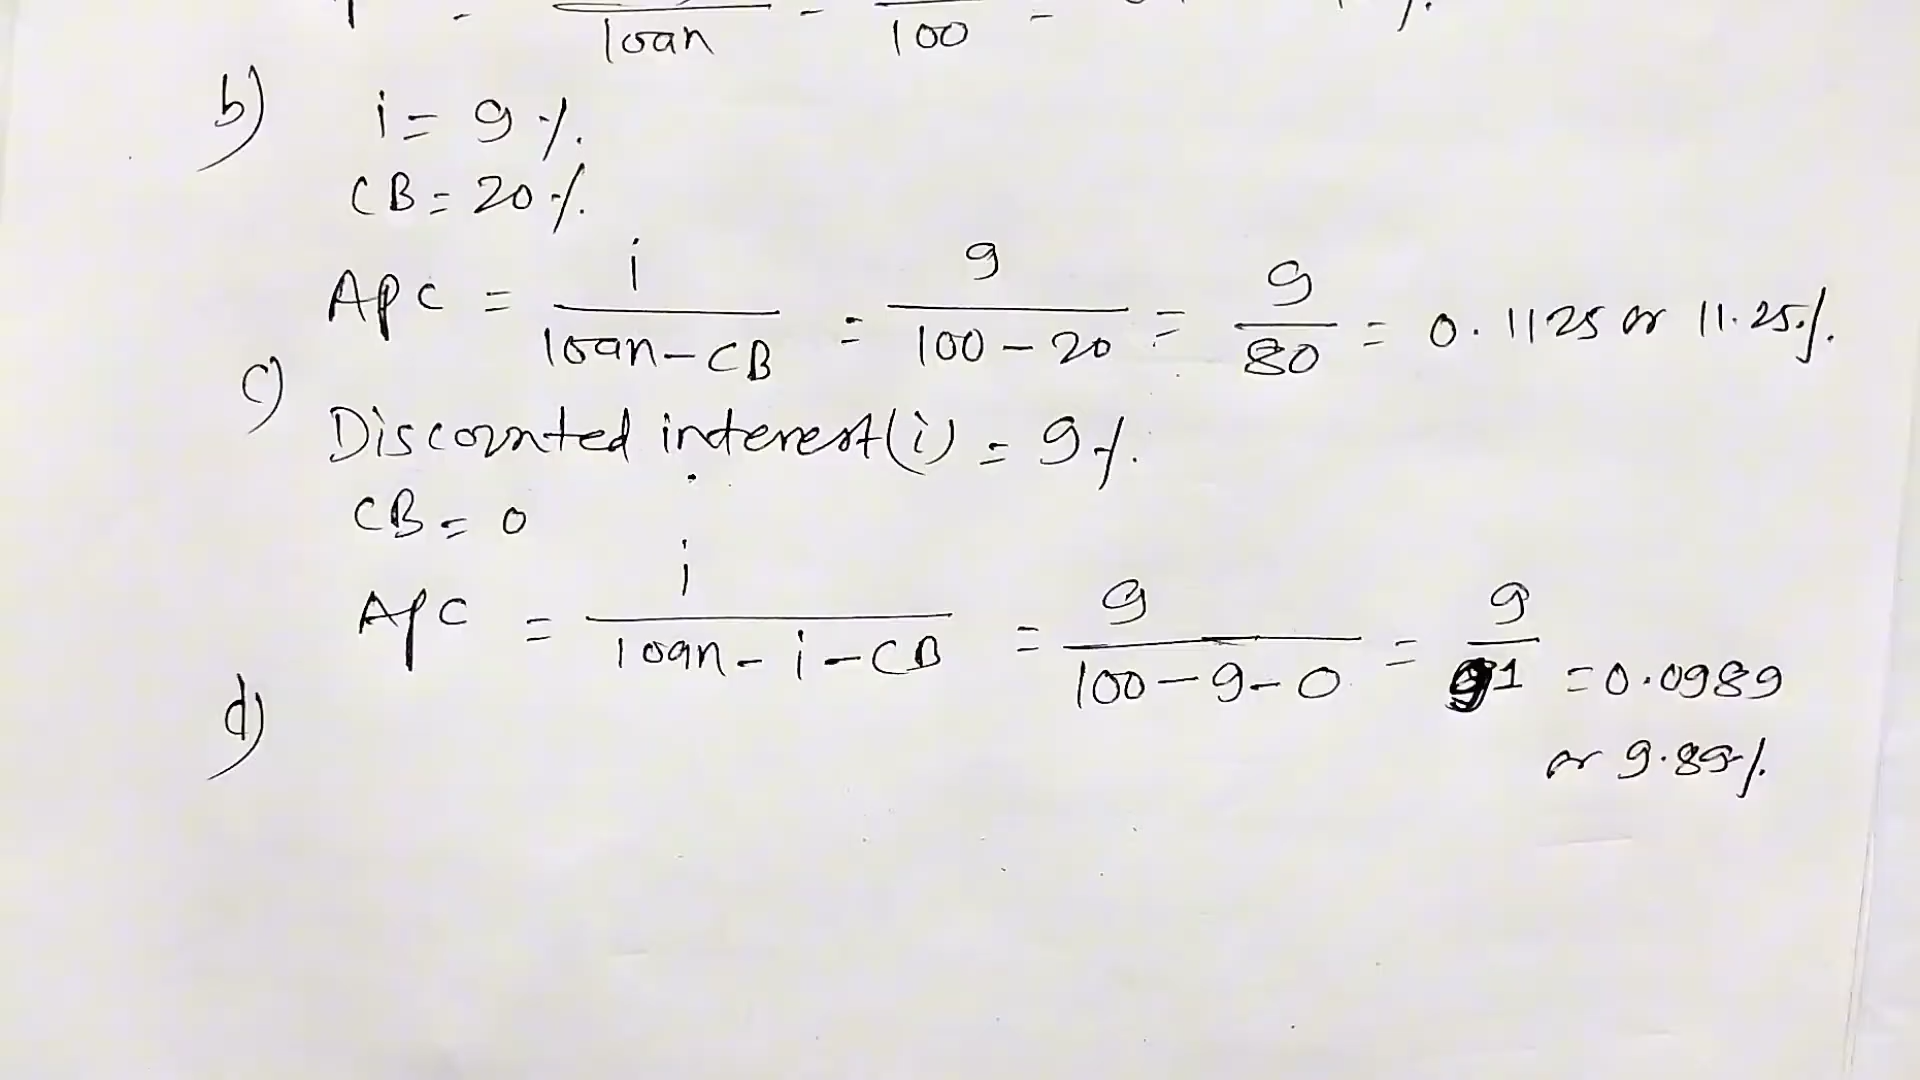 loan 100
b) i = 9 %
CB = 20 %
APC = i / loan - CB = 9 / 100 - 20 = 9 / 80 = 0.1125 or 11.25%
c) Discounted interest (i) = 9 %
CB = 0
APC = i / loan - i - CB = 9 / 100 - 9 - 0 = 9 / 91 = 0.0989
or 9.89%
d)